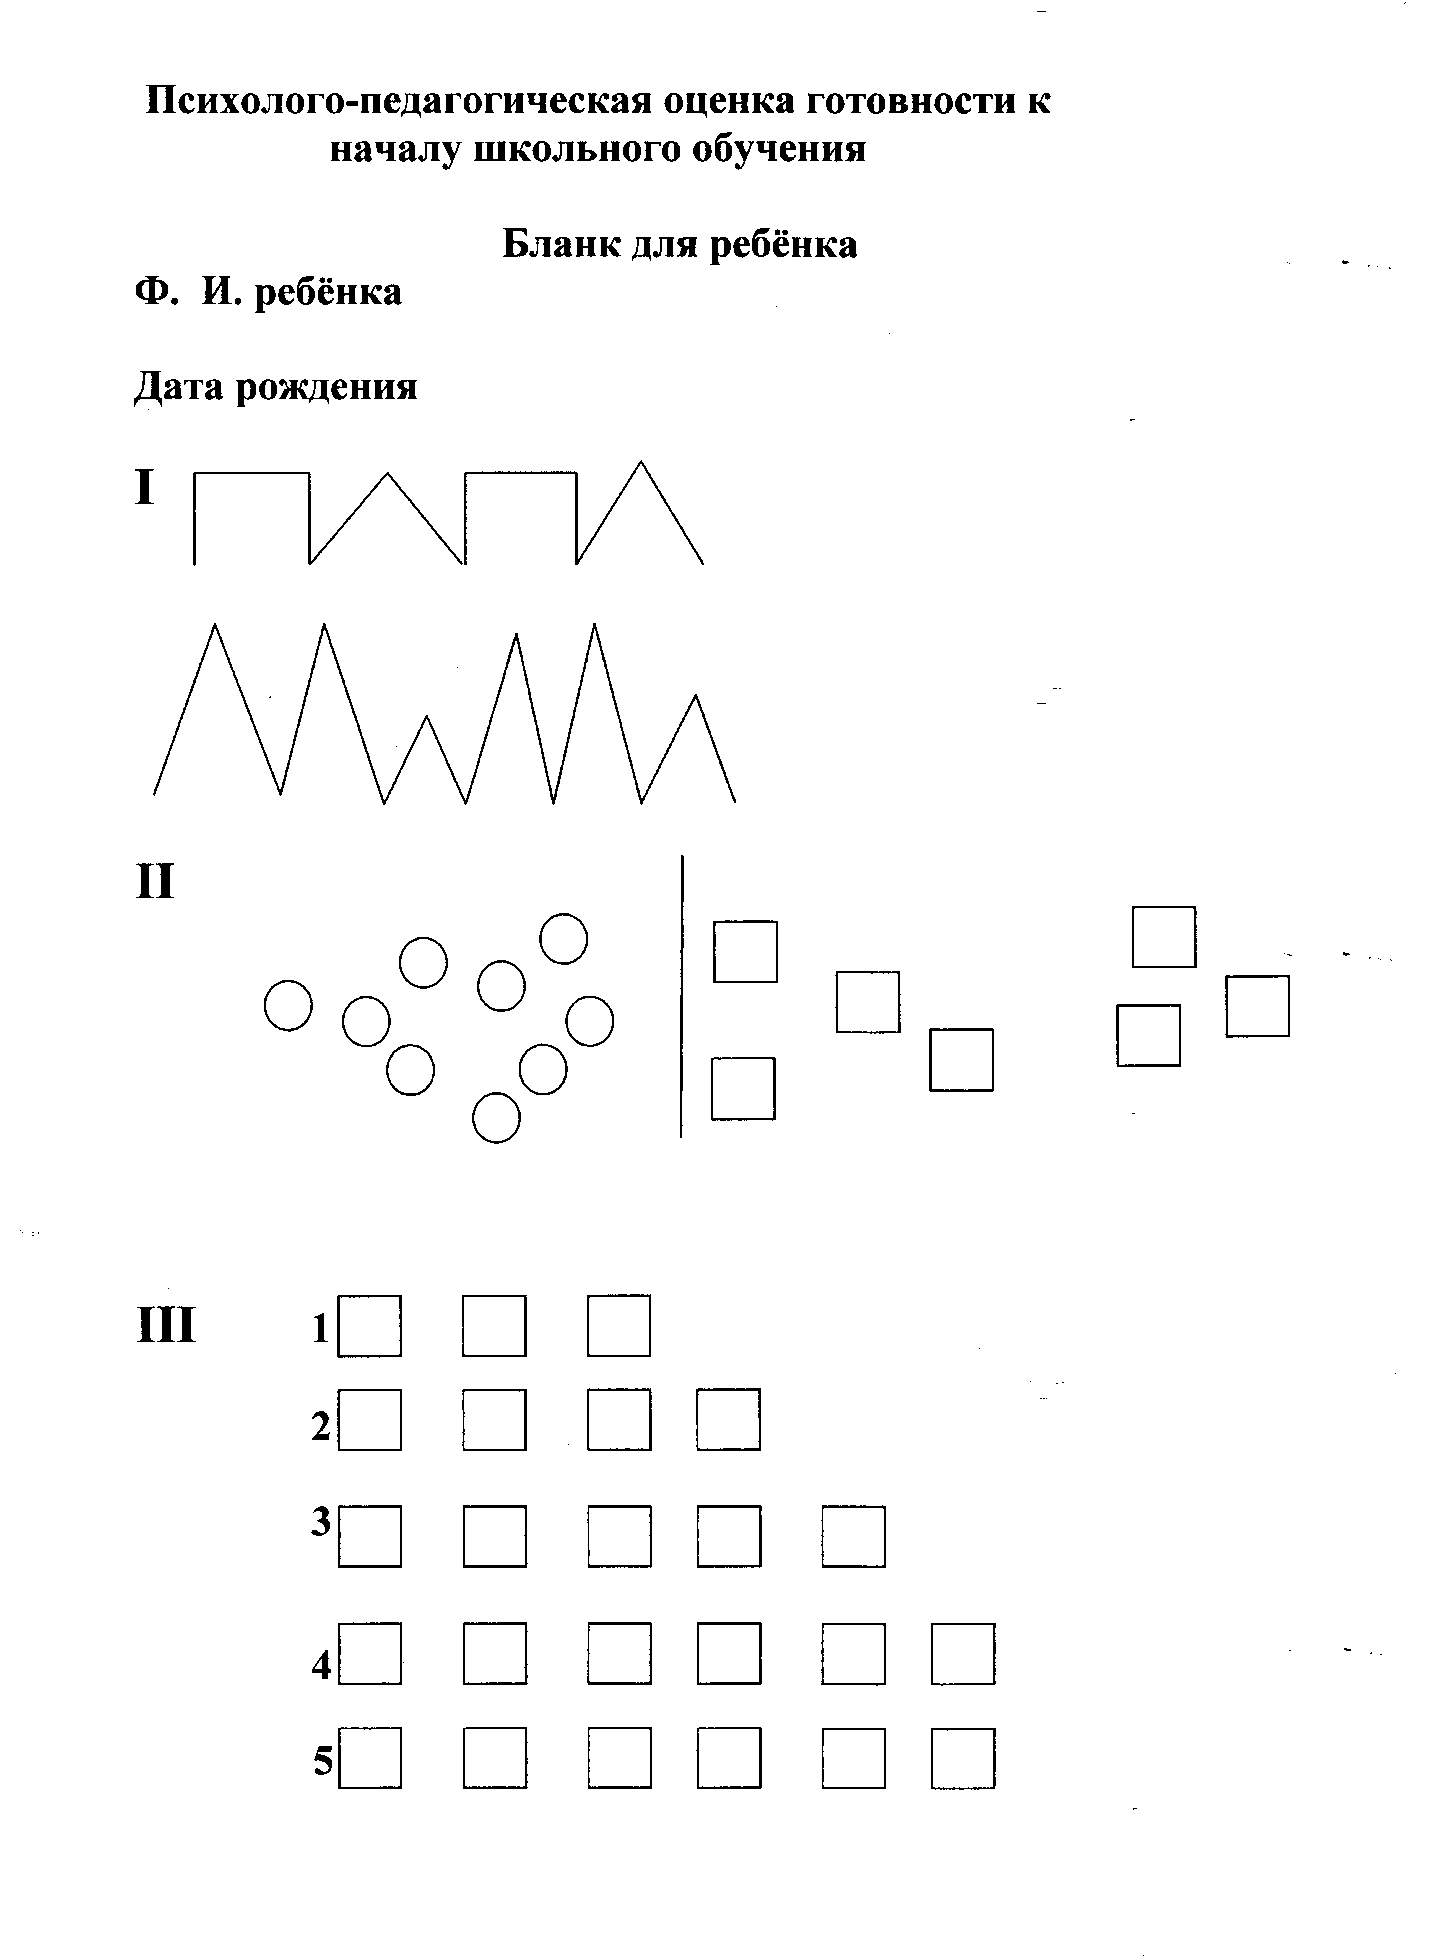 Психолого-педагогическая оценка готовности к
началу школьного обучения
Бланк для ребёнка
Ф. И. ребёнка
Дата рождения
I
II
III
1
2
3
4
5